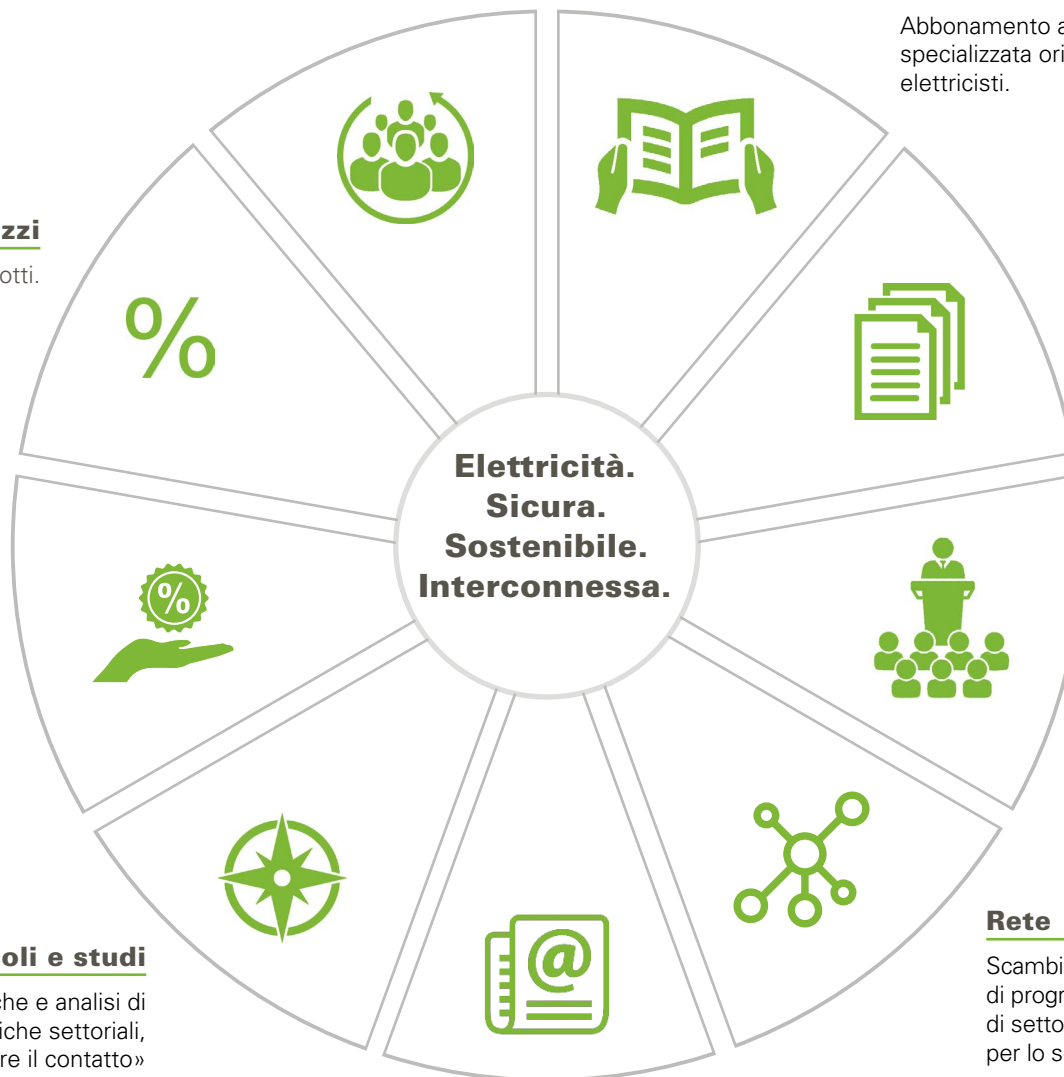 Abbonamento a
specializzata ori
elettricisti.
zzi
otti.
%
%
Elettricità.
Sicura.
Sostenibile.
Interconnessa.
@
oli e studi
che e analisi di
iche settoriali,
re il contatto»
Rete
Scambi
di progr
di setto
per lo s